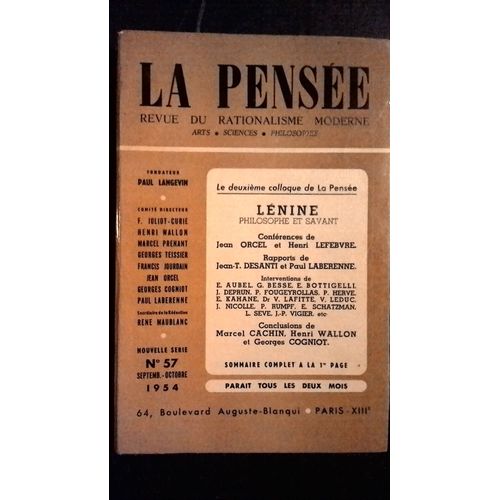 LA PENSÉE
REVUE DU RATIONALISME MODERNE
ARTS • SCIENCES • PHILOSOPHIE
FONDATEUR
PAUL LANGEVIN
COMITÉ DIRECTEUR
F. JOLIOT-CURIE
HENRI WALLON
MARCEL PRENANT
GEORGES TEISSIER
FRANCIS JOURDAIN
JEAN ORCEL
GEORGES COGNIOT
PAUL LABERENNE
Secrétaire de la Rédaction
RENÉ MAUBLANC
NOUVELLE SÉRIE
N° 57
SEPTEMB.-OCTOBRE
1954
Le deuxième colloque de La Pensée
LÉNINE
PHILOSOPHE ET SAVANT
Conférences de
Jean ORCEL et Henri LEFEBVRE.
Rapports de
Jean-T. DESANTI et Paul LABERENNE.
Interventions de
E. AUBEL, G. BESSE, E. BOTTIGELLI,
J. DEPRUN, P. FOUGEYROLLAS, P. HERVE,
E. KAHANE, Dr V. LAFITTE, V. LEDUC,
J. NICOLLE, P. RUMPF, E. SCHATZMAN,
L. SEVE, J.-P. VIGIER, etc
Conclusions de
Marcel CACHIN, Henri WALLON
et Georges COGNIOT.
SOMMAIRE COMPLET A LA 1re PAGE
PARAIT TOUS LES DEUX MOIS
64, Boulevard Auguste-Blanqui • PARIS-XIIIe